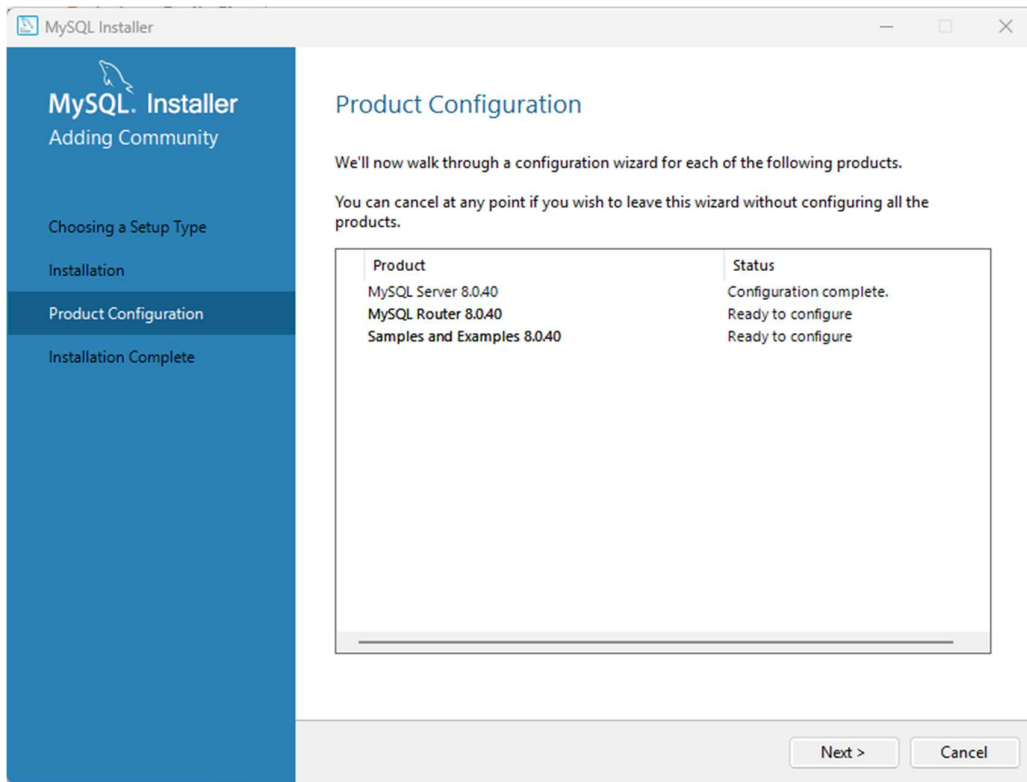 MySQL Installer
MySQL. Installer
Adding Community
Choosing a Setup Type
Installation
Product Configuration
Installation Complete
Product Configuration
We'll now walk through a configuration wizard for each of the following products.
You can cancel at any point if you wish to leave this wizard without configuring all the
products.
Product Status
MySQL Server 8.0.40 Configuration complete.
MySQL Router 8.0.40 Ready to configure
Samples and Examples 8.0.40 Ready to configure
Next > Cancel